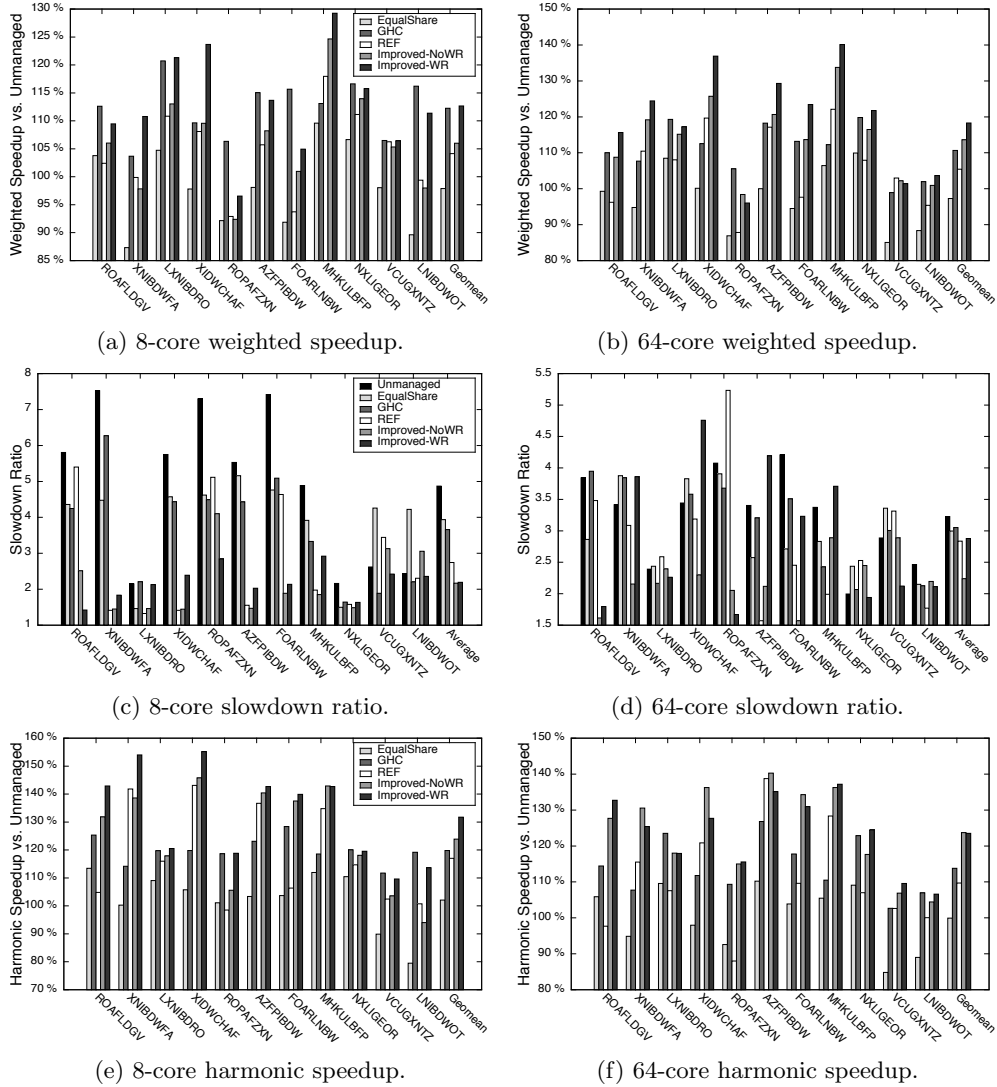 Weighted Speedup vs. Unmanaged
130 %
125 %
120 %
115 %
110 %
105 %
100 %
95 %
90 %
85 %
EqualShare
GHC
REF
Improved-NoWR
Improved-WR
ROAFLDGV
XNIBDWFA
LXNIBDRO
XIDWCHAF
ROPAFZXN
AZFPIBDW
FOARLNBW
MHKULBFP
NXLIGEOR
VCUGXNTZ
LNIBDWOT
Geomean
(a) 8-core weighted speedup.
Weighted Speedup vs. Unmanaged
150 %
140 %
130 %
120 %
110 %
100 %
90 %
80 %
ROAFLDGV
XNIBDWFA
LXNIBDRO
XIDWCHAF
ROPAFZXN
AZFPIBDW
FOARLNBW
MHKULBFP
NXLIGEOR
VCUGXNTZ
LNIBDWOT
Geomean
(b) 64-core weighted speedup.
Slowdown Ratio
8
7
6
5
4
3
2
1
Unmanaged
EqualShare
GHC
REF
Improved-NoWR
Improved-WR
ROAFLDGV
XNIBDWFA
LXNIBDRO
XIDWCHAF
ROPAFZXN
AZFPIBDW
FOARLNBW
MHKULBFP
NXLIGEOR
VCUGXNTZ
LNIBDWOT
Average
(c) 8-core slowdown ratio.
Slowdown Ratio
5.5
5
4.5
4
3.5
3
2.5
2
1.5
ROAFLDGV
XNIBDWFA
LXNIBDRO
XIDWCHAF
ROPAFZXN
AZFPIBDW
FOARLNBW
MHKULBFP
NXLIGEOR
VCUGXNTZ
LNIBDWOT
Average
(d) 64-core slowdown ratio.
Harmonic Speedup vs. Unmanaged
160 %
150 %
140 %
130 %
120 %
110 %
100 %
90 %
80 %
70 %
EqualShare
GHC
REF
Improved-NoWR
Improved-WR
ROAFLDGV
XNIBDWFA
LXNIBDRO
XIDWCHAF
ROPAFZXN
AZFPIBDW
FOARLNBW
MHKULBFP
NXLIGEOR
VCUGXNTZ
LNIBDWOT
Geomean
(e) 8-core harmonic speedup.
Harmonic Speedup vs. Unmanaged
150 %
140 %
130 %
120 %
110 %
100 %
90 %
80 %
ROAFLDGV
XNIBDWFA
LXNIBDRO
XIDWCHAF
ROPAFZXN
AZFPIBDW
FOARLNBW
MHKULBFP
NXLIGEOR
VCUGXNTZ
LNIBDWOT
Geomean
(f) 64-core harmonic speedup.